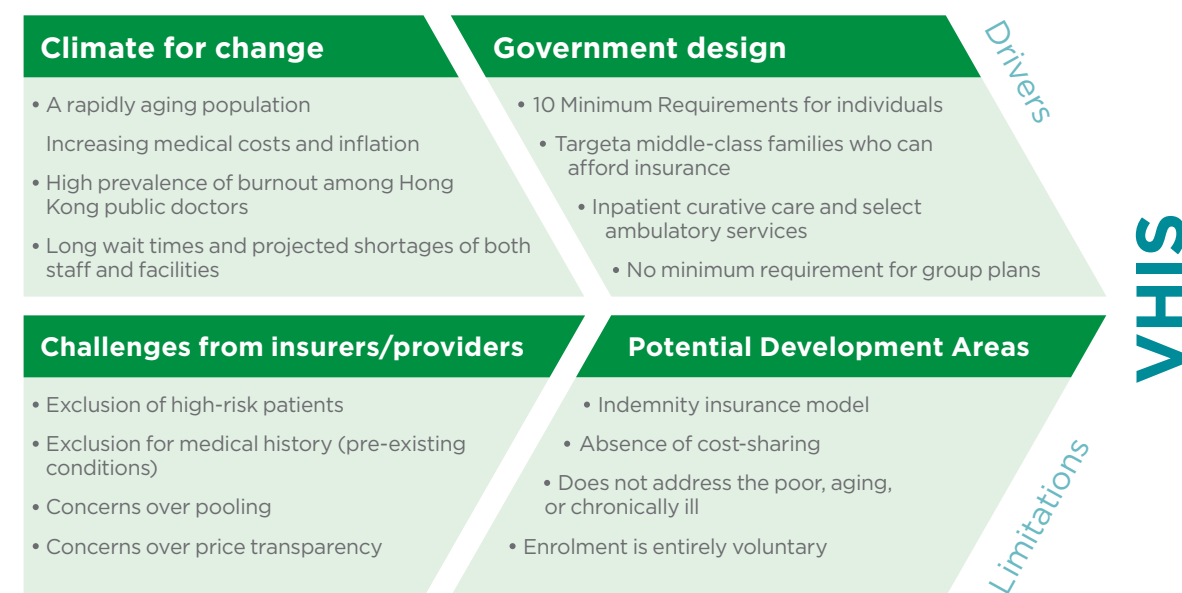 Climate for change
• A rapidly aging population
Increasing medical costs and inflation
• High prevalence of burnout among Hong
Kong public doctors
• Long wait times and projected shortages of both
staff and facilities
Government design
• 10 Minimum Requirements for individuals
• Targeta middle-class families who can
afford insurance
• Inpatient curative care and select
ambulatory services
• No minimum requirement for group plans
Drivers
Challenges from insurers/providers
• Exclusion of high-risk patients
• Exclusion for medical history (pre-existing
conditions)
• Concerns over pooling
• Concerns over price transparency
Potential Development Areas
• Indemnity insurance model
• Absence of cost-sharing
• Does not address the poor, aging,
or chronically ill
• Enrolment is entirely voluntary
Limitations
VHIS